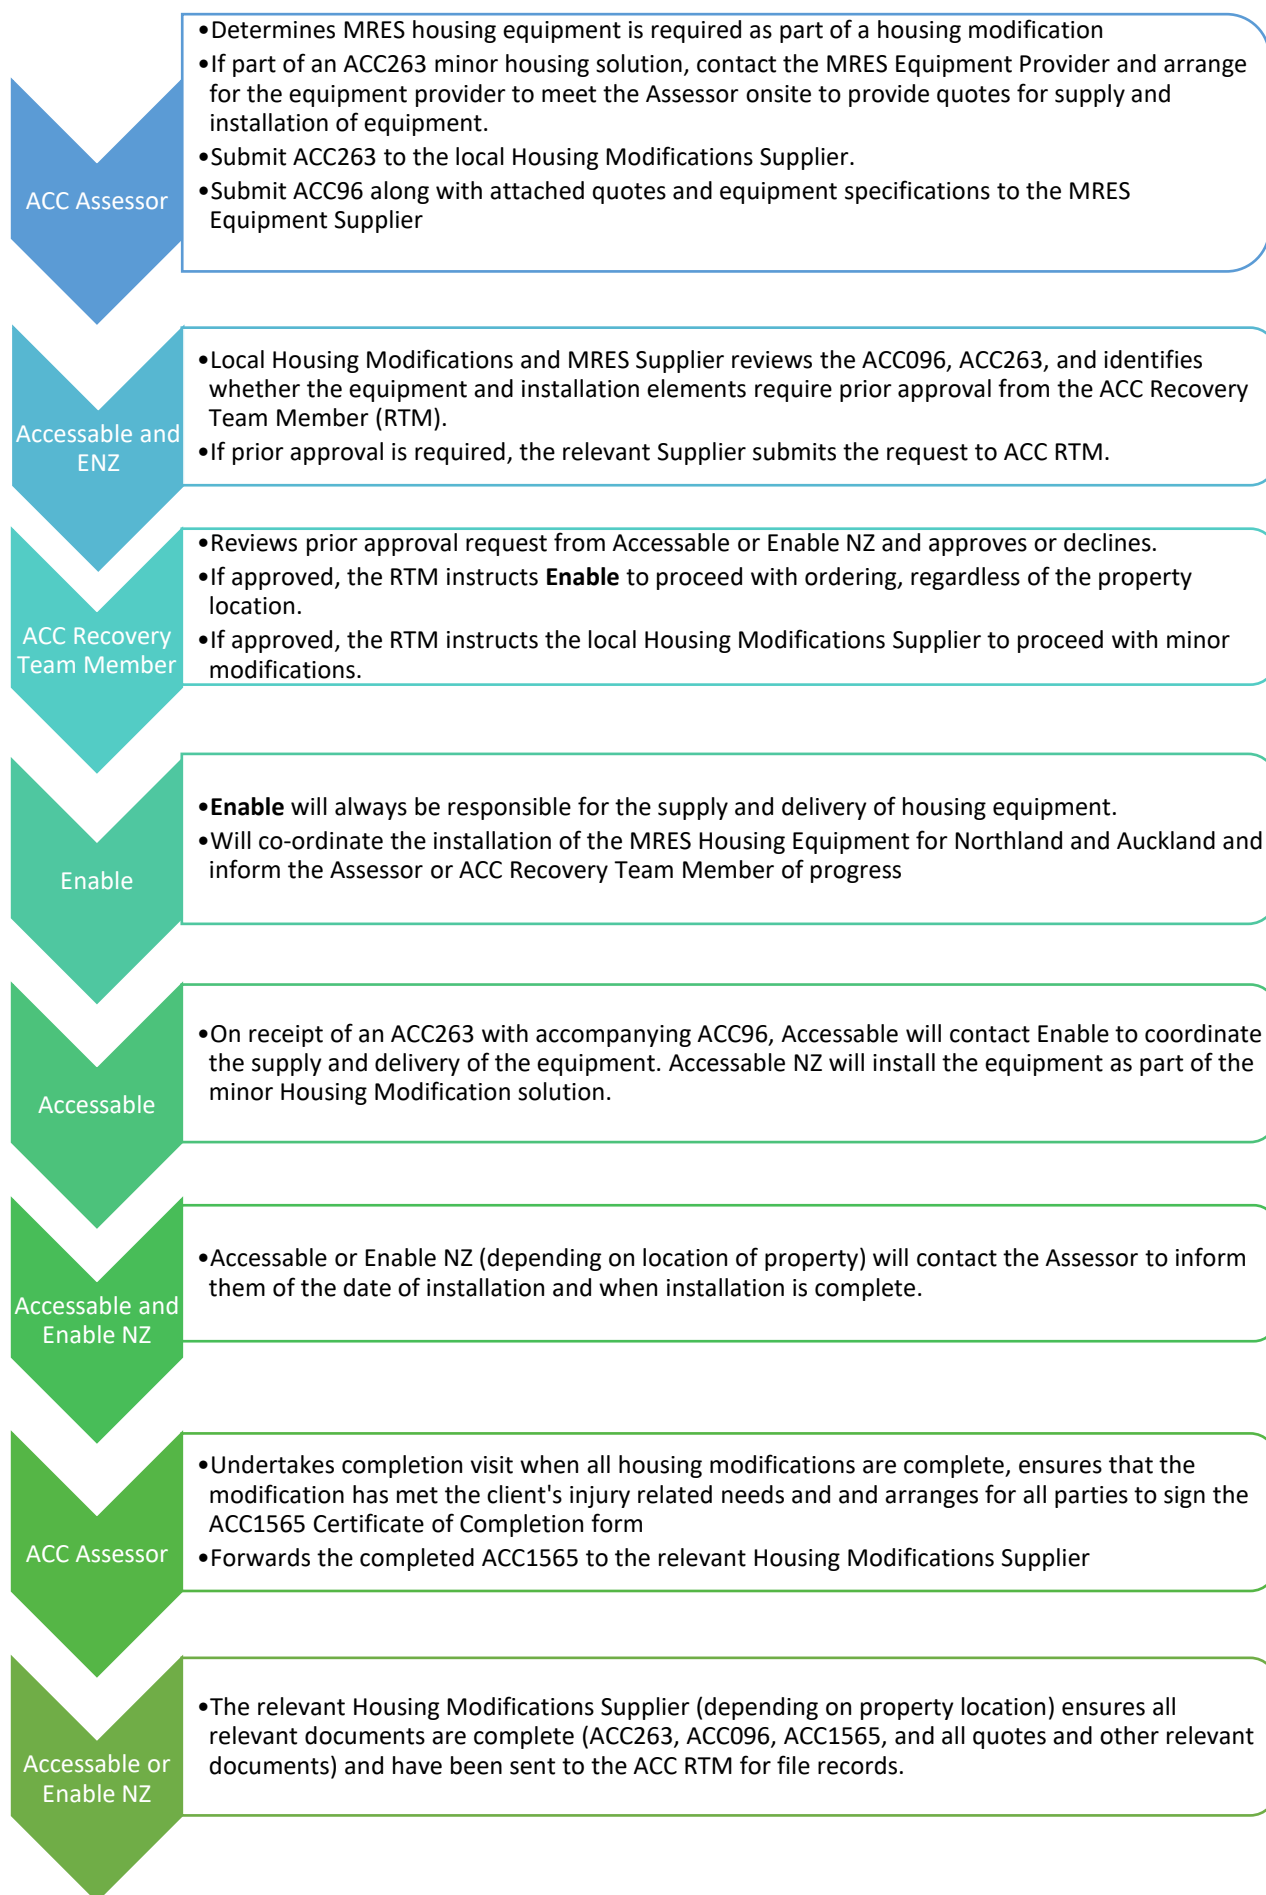 ACC Assessor
•Determines MRES housing equipment is required as part of a housing modification
•If part of an ACC263 minor housing solution, contact the MRES Equipment Provider and arrange
for the equipment provider to meet the Assessor onsite to provide quotes for supply and
installation of equipment.
•Submit ACC263 to the local Housing Modifications Supplier.
•Submit ACC96 along with attached quotes and equipment specifications to the MRES
Equipment Supplier
Accessable and
ENZ
•Local Housing Modifications and MRES Supplier reviews the ACC096, ACC263, and identifies
whether the equipment and installation elements require prior approval from the ACC Recovery
Team Member (RTM).
•If prior approval is required, the relevant Supplier submits the request to ACC RTM.
ACC Recovery
Team Member
•Reviews prior approval request from Accessable or Enable NZ and approves or declines.
•If approved, the RTM instructs Enable to proceed with ordering, regardless of the property
location.
•If approved, the RTM instructs the local Housing Modifications Supplier to proceed with minor
modifications.
Enable
•Enable will always be responsible for the supply and delivery of housing equipment.
•Will co-ordinate the installation of the MRES Housing Equipment for Northland and Auckland and
inform the Assessor or ACC Recovery Team Member of progress
Accessable
•On receipt of an ACC263 with accompanying ACC96, Accessable will contact Enable to coordinate
the supply and delivery of the equipment. Accessable NZ will install the equipment as part of the
minor Housing Modification solution.
Accessable and
Enable NZ
•Accessable or Enable NZ (depending on location of property) will contact the Assessor to inform
them of the date of installation and when installation is complete.
ACC Assessor
•Undertakes completion visit when all housing modifications are complete, ensures that the
modification has met the client's injury related needs and and arranges for all parties to sign the
ACC1565 Certificate of Completion form
•Forwards the completed ACC1565 to the relevant Housing Modifications Supplier
Accessable or
Enable NZ
•The relevant Housing Modifications Supplier (depending on property location) ensures all
relevant documents are complete (ACC263, ACC096, ACC1565, and all quotes and other relevant
documents) and have been sent to the ACC RTM for file records.